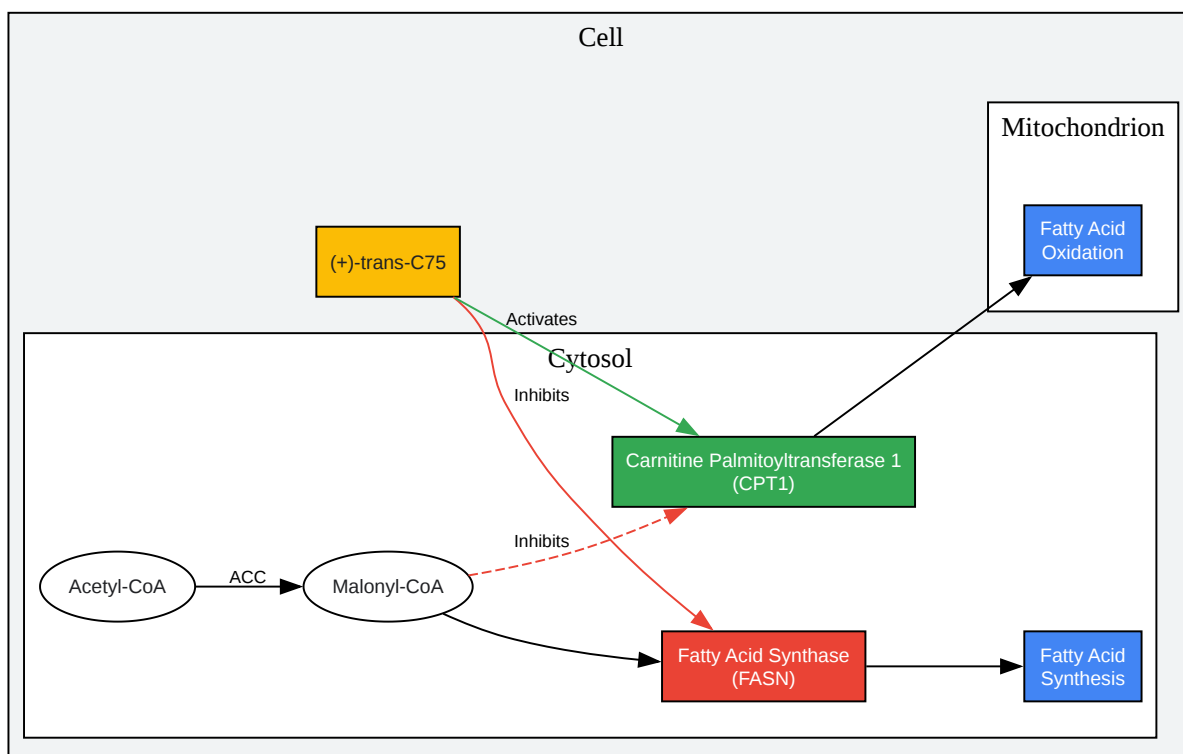 Cell
Mitochondrion
Fatty Acid
Oxidation
(+)-trans-C75
Activates
Cytosol
Inhibits
Carnitine Palmitoyltransferase 1
(CPT1)
Inhibits
Acetyl-CoA
ACC
Malonyl-CoA
Fatty Acid Synthase
(FASN)
Fatty Acid
Synthesis